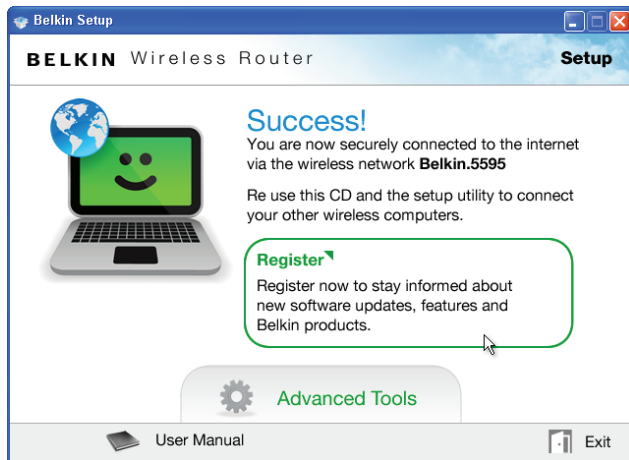 Belkin Setup
BELKIN Wireless Router
Setup
Success!
You are now securely connected to the internet
via the wireless network Belkin.5595
Re use this CD and the setup utility to connect
your other wireless computers.
Register
Register now to stay informed about
new software updates, features and
Belkin products.
Advanced Tools
User Manual
Exit